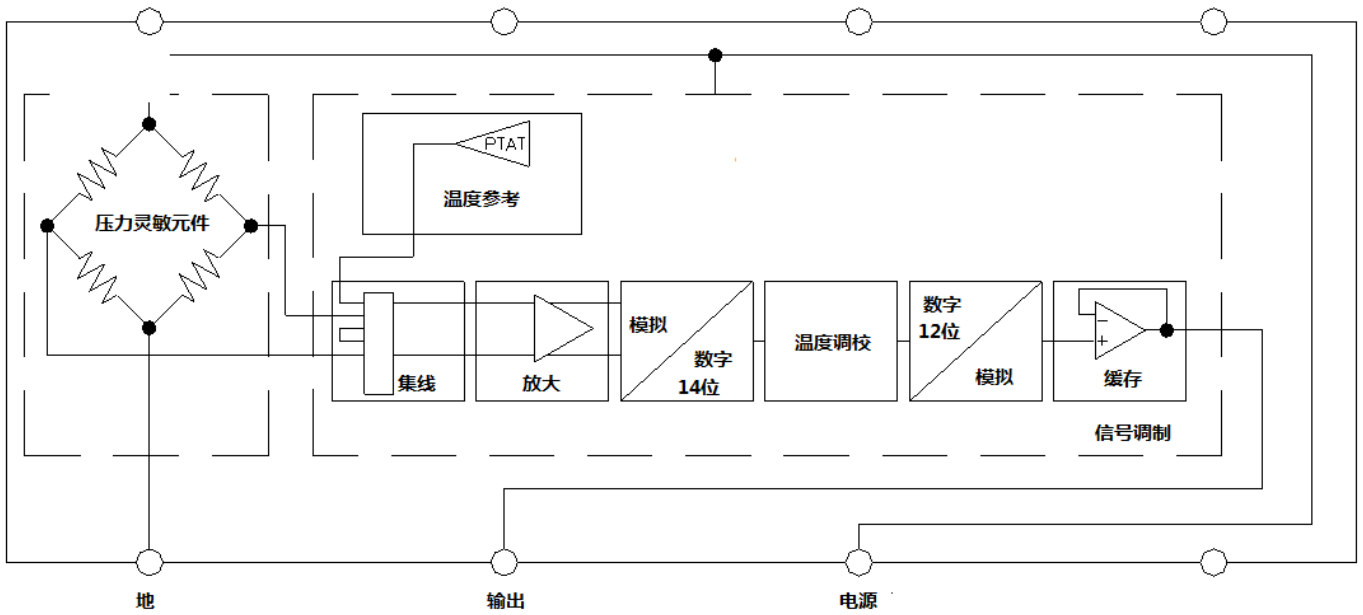 PTAT
温度参考
压力灵敏元件
集线
放大
模拟
数字
14位
温度调校
数字
12位
模拟
−
+
缓存
信号调制
地
输出
电源